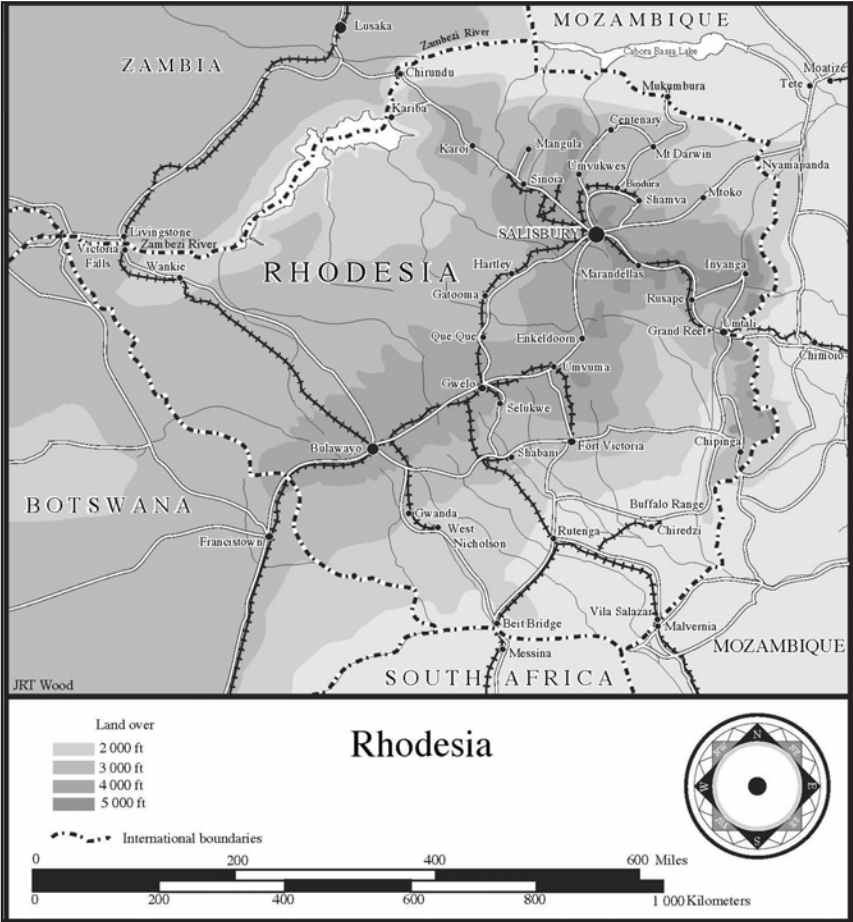 MOZAMBIQUE
Lusaka
Zambezi River
Cabora Bassa Lake
ZAMBIA
Moatize
Chirundu
Tete
Mukumbura
Kariba
Centenary
Karoi
Mangula
Mt Darwin
Umvukwes
Nyamapanda
Sinoia
Bindura
Mtoko
Shamva
Livingstone
SALISBURY
Victoria
Falls
Zambezi River
Wankie
RHODESIA
Hartley
Marandellas
Inyanga
Gatooma
Rusape
Grand Reef
Umtali
Que Que
Enkeldoorn
Chimoio
Umvuma
Gwelo
Selukwe
Bulawayo
Shabani
Fort Victoria
Chipinga
BOTSWANA
Buffalo Range
Gwanda
West
Nicholson
Rutenga
Chiredzi
Francistown
Vila Salazar
Beit Bridge
Malvernia
Messina
MOZAMBIQUE
SOUTH AFRICA
JRT Wood
Land over
2 000 ft
3 000 ft
4 000 ft
5 000 ft
Rhodesia
N
NW
NE
W
E
SW
SE
S
International boundaries
0 200 400 600 Miles
0 200 400 600 800 1 000 Kilometers